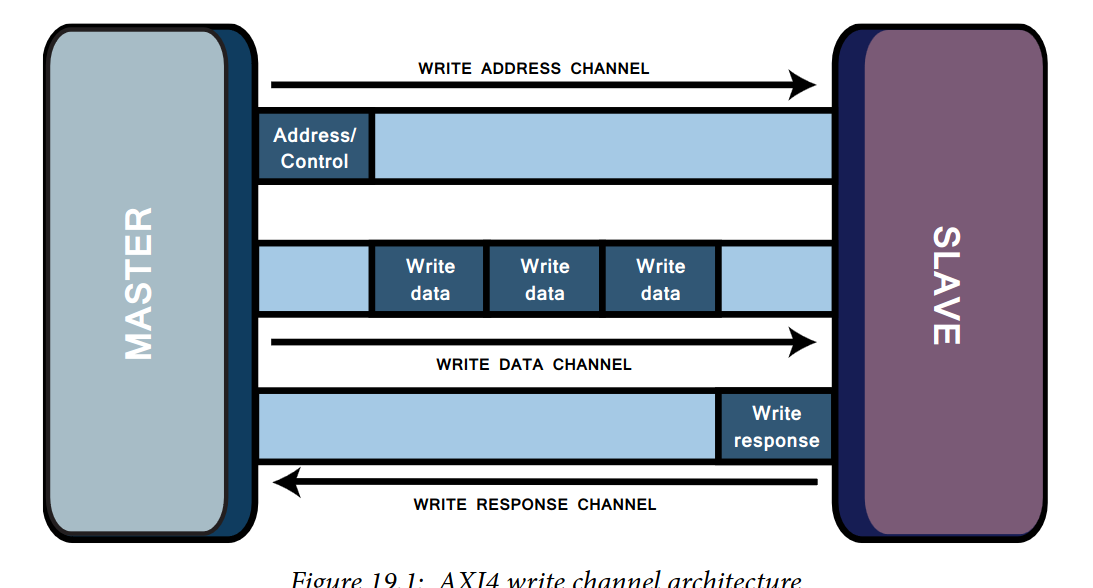 WRITE ADDRESS CHANNEL
Address/
Control
MASTER
SLAVE
Write
data
Write
data
Write
data
WRITE DATA CHANNEL
Write
response
WRITE RESPONSE CHANNEL
Figure 19.1: AXI4 write channel architecture